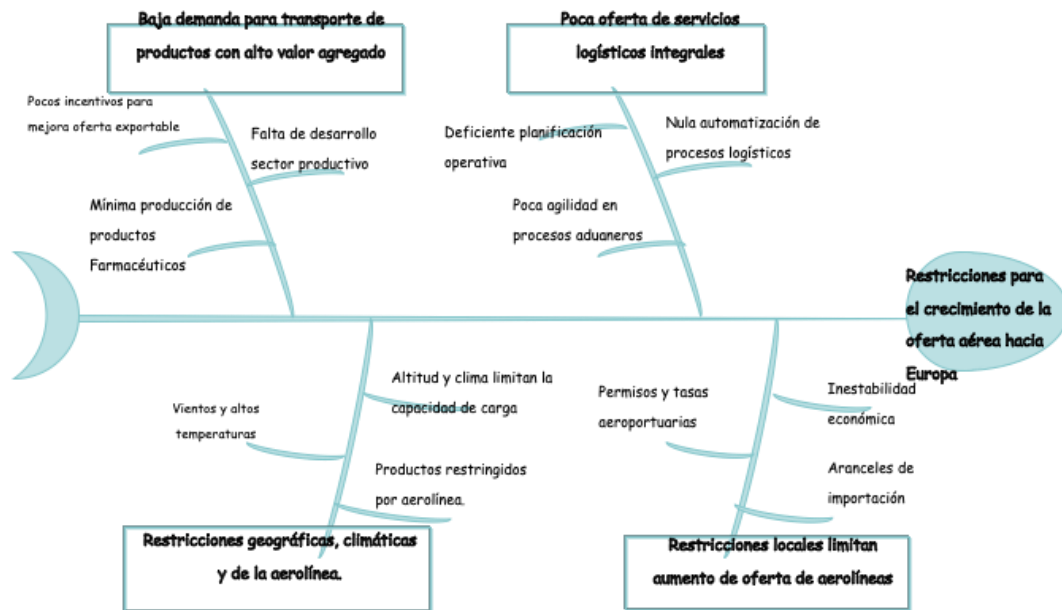 Baja demanda para transporte de
productos con alto valor agregado
Pocos incentivos para
mejora oferta exportable
Falta de desarrollo
sector productivo
Mínima producción de
productos
Farmacéuticos
Poca oferta de servicios
logísticos integrales
Deficiente planificación
operativa
Nula automatización de
procesos logísticos
Poca agilidad en
procesos aduaneros
Restricciones para
el crecimiento de la
oferta aérea hacia
Europa
Altitud y clima limitan la
capacidad de carga
Vientos y altos
temperaturas
Productos restringidos
por aerolínea.
Restricciones geográficas, climáticas
y de la aerolínea.
Permisos y tasas
aeroportuarias
Inestabilidad
económica
Aranceles de
importación
Restricciones locales limitan
aumento de oferta de aerolíneas